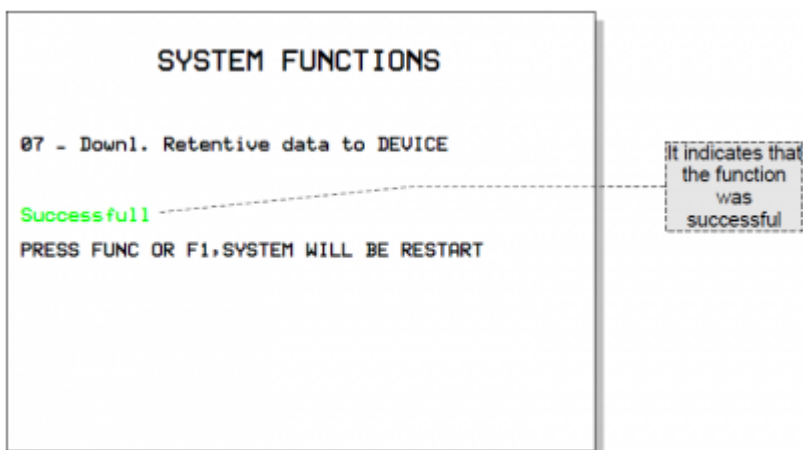 SYSTEM FUNCTIONS
07 - Downl. Retentive data to DEVICE
Successfull
PRESS FUNC OR F1,SYSTEM WILL BE RESTART
It indicates that
the function
was
successful